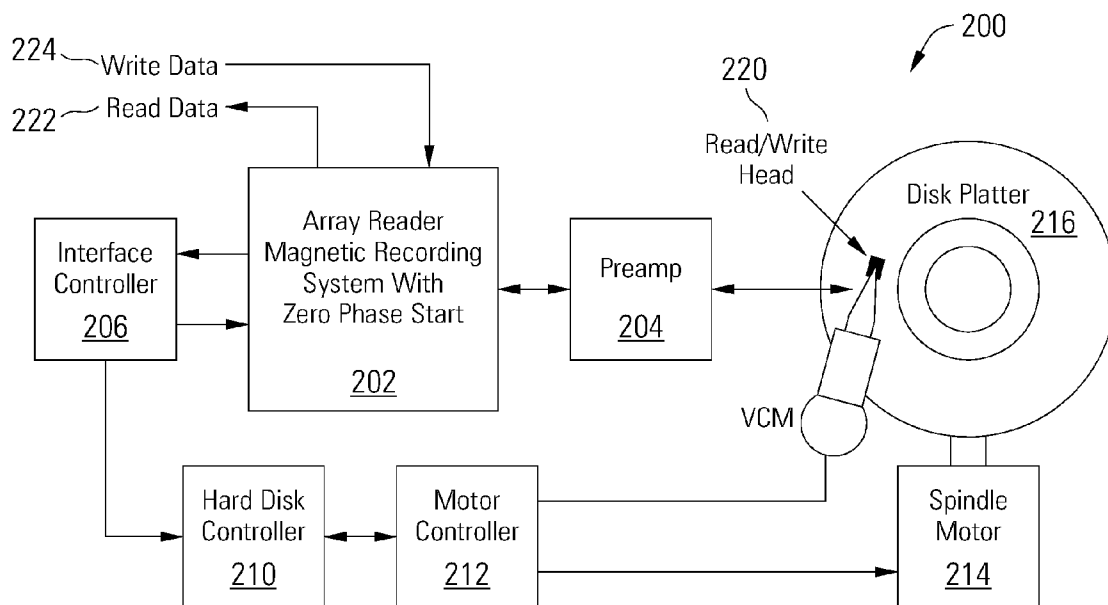 200
224
Write Data
222
Read Data
220
Read/Write
Head
Disk Platter
216
Interface
Controller
206
Array Reader
Magnetic Recording
System With
Zero Phase Start
202
Preamp
204
VCM
Hard Disk
Controller
210
Motor
Controller
212
Spindle
Motor
214